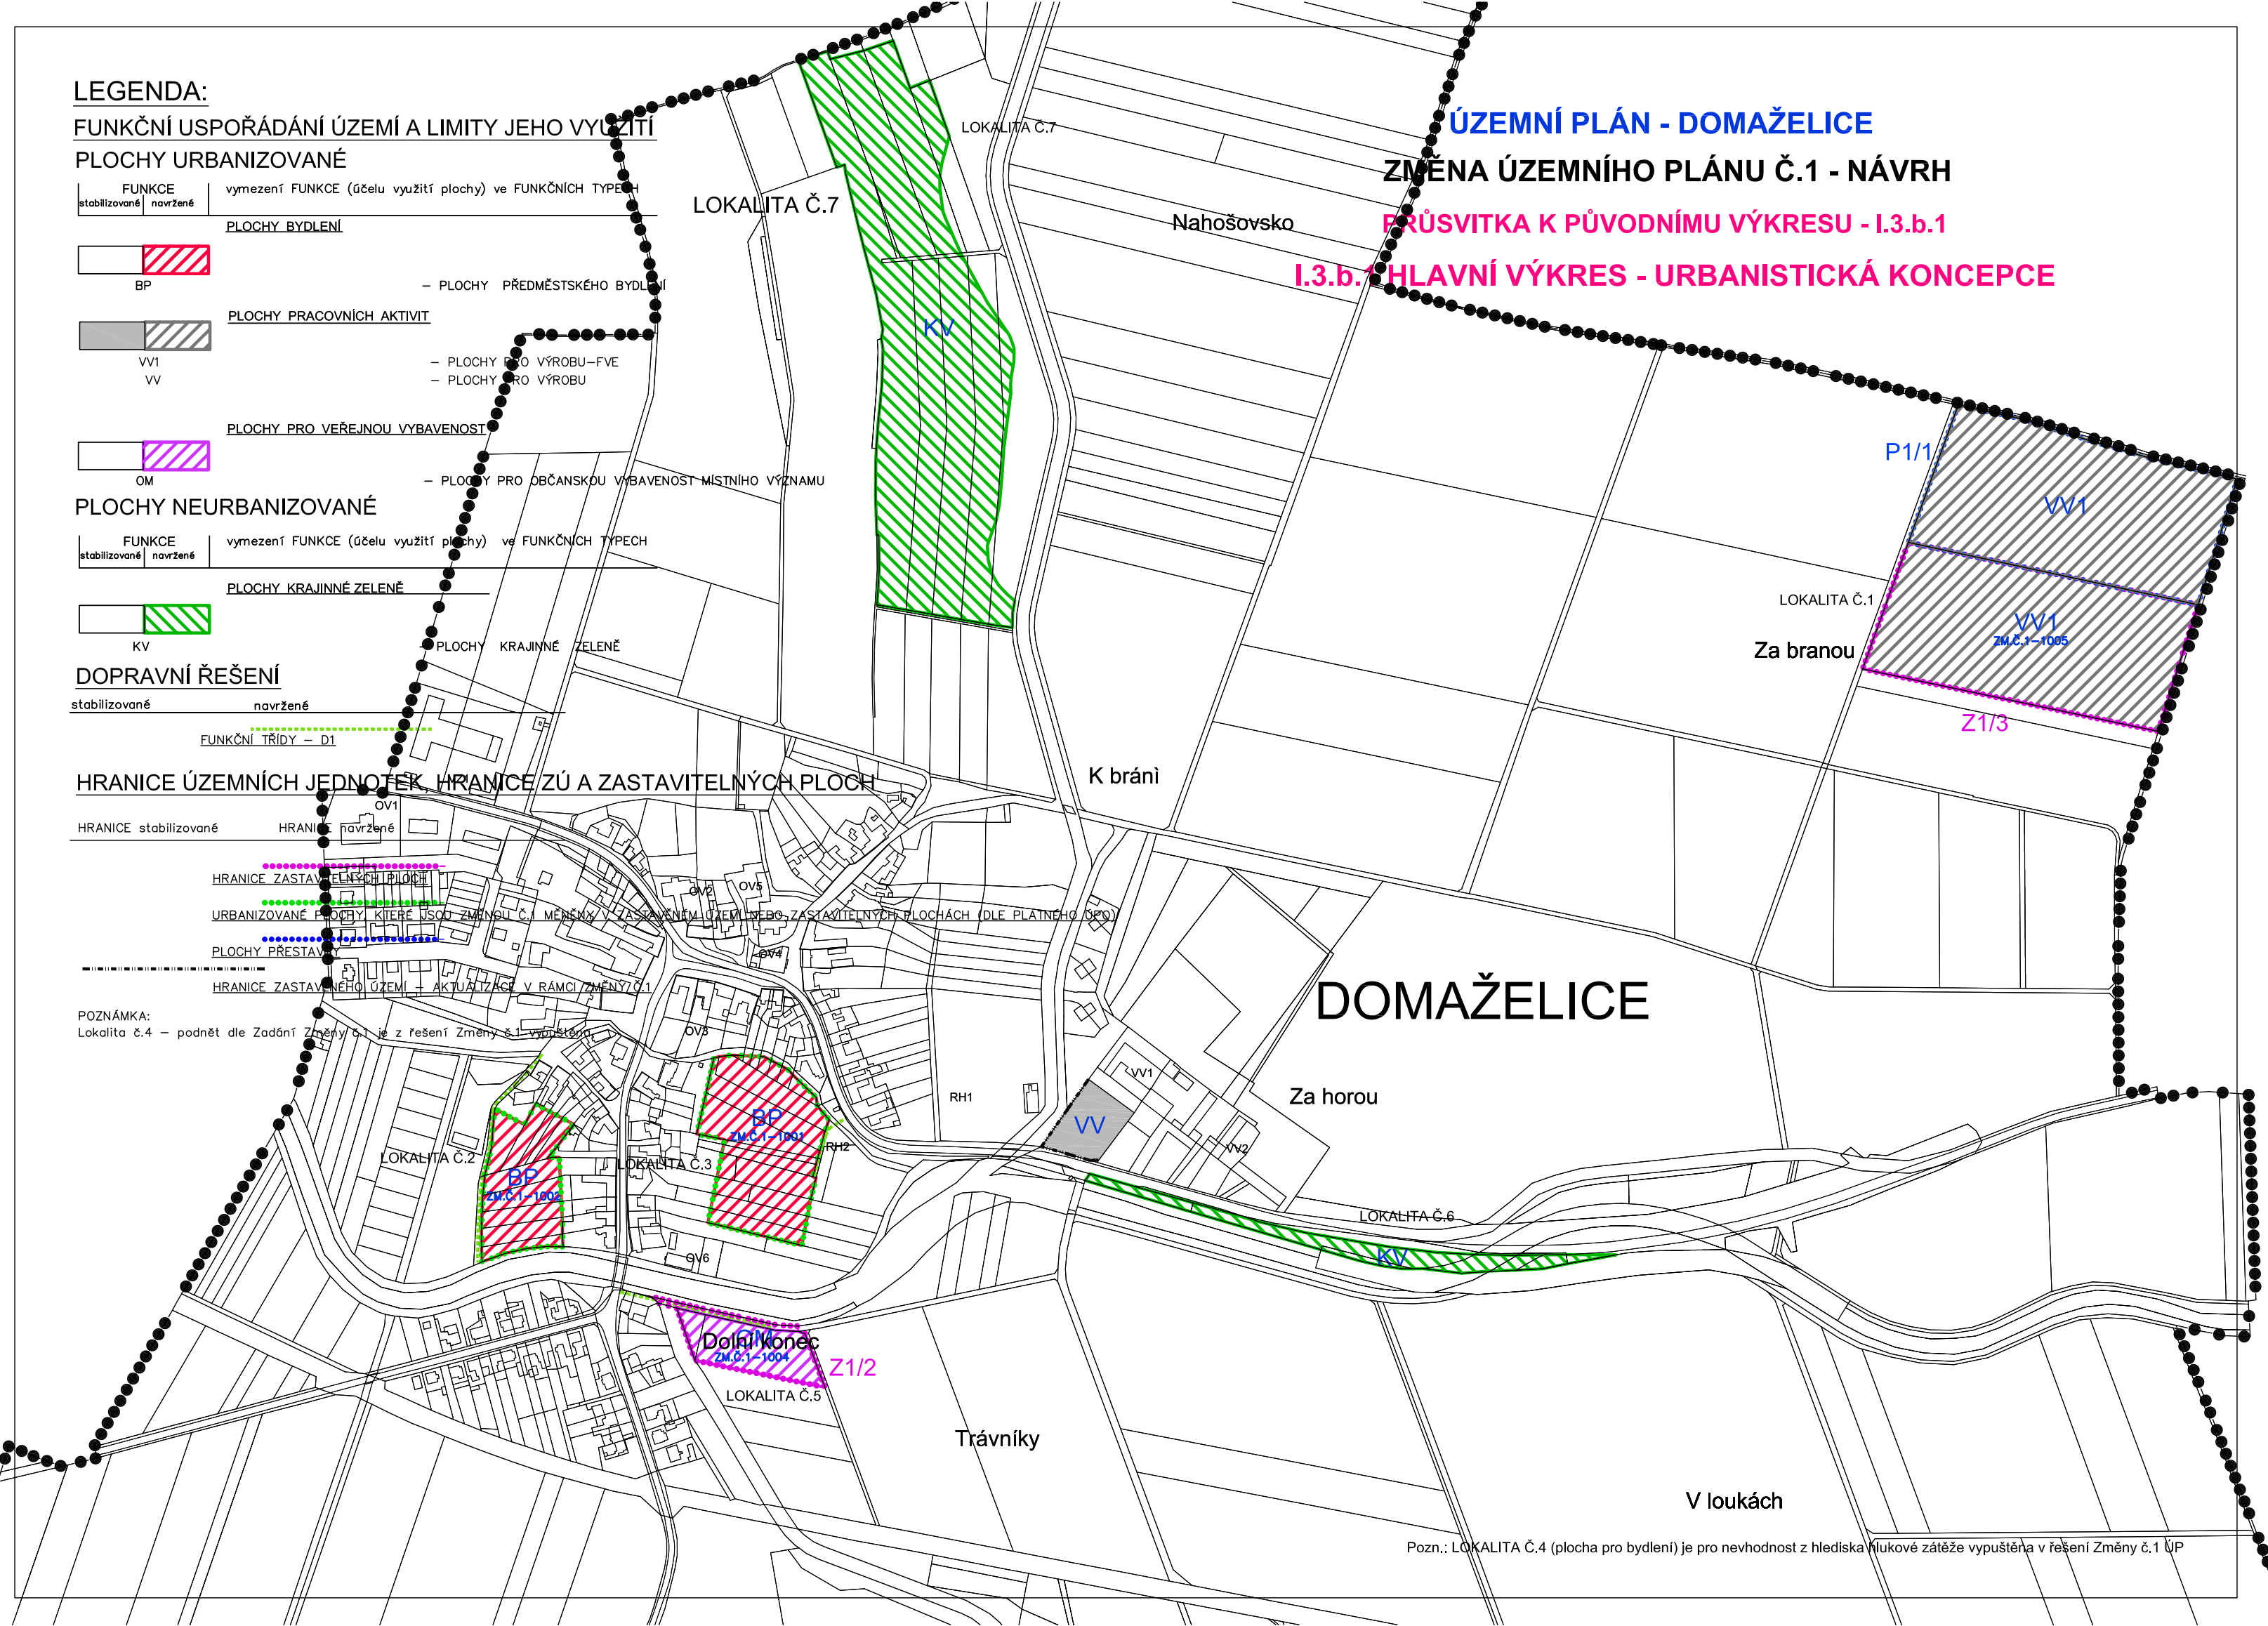 LEGENDA:
FUNKČNÍ USPOŘÁDÁNÍ ÚZEMÍ A LIMITY JEHO VYUŽITÍ
PLOCHY URBANIZOVANÉ
FUNKCE
stabilizované navržené
vymezení FUNKCE (účelu využití plochy) ve FUNKČNÍCH TYPECH
PLOCHY BYDLENÍ
BP
– PLOCHY PŘEDMĚSTSKÉHO BYDLENÍ
PLOCHY PRACOVNÍCH AKTIVIT
VV1
– PLOCHY PRO VÝROBU–FVE
VV
– PLOCHY PRO VÝROBU
PLOCHY PRO VEŘEJNOU VYBAVENOST
OM
– PLOCHY PRO OBČANSKOU VYBAVENOST MÍSTNÍHO VÝZNAMU
PLOCHY NEURBANIZOVANÉ
FUNKCE
stabilizované navržené
vymezení FUNKCE (účelu využití plochy) ve FUNKČNÍCH TYPECH
PLOCHY KRAJINNÉ ZELENĚ
KV
– PLOCHY KRAJINNÉ ZELENĚ
DOPRAVNÍ ŘEŠENÍ
stabilizované navržené
FUNKČNÍ TŘÍDY – D1
HRANICE ÚZEMNÍCH JEDNOTEK, HRANICE ZÚ A ZASTAVITELNÝCH PLOCH
HRANICE stabilizované HRANICE navržené
HRANICE ZASTAVITELNÝCH PLOCH
URBANIZOVANÉ PLOCHY, KTERÉ JSOU ZMĚNOU Č.1 MĚNĚNY V ZASTAVĚNÉM ÚZEMÍ NEBO ZASTAVITELNÝCH PLOCHÁCH (DLE PLATNÉHO ÚPO)
PLOCHY PŘESTAVBY
HRANICE ZASTAVENÉHO ÚZEMÍ – AKTUALIZACE V RÁMCI ZMĚNY Č.1
POZNÁMKA:
Lokalita č.4 – podnět dle Zadání Změny č.1 je z řešení Změny č.1 vypuštěna.
ÚZEMNÍ PLÁN - DOMAŽELICE
ZMĚNA ÚZEMNÍHO PLÁNU Č.1 - NÁVRH
PRŮSVITKA K PŮVODNÍMU VÝKRESU - I.3.b.1
I.3.b.1 HLAVNÍ VÝKRES - URBANISTICKÁ KONCEPCE
LOKALITA Č.7
LOKALITA Č.7
Nahošovsko
KV
P1/1
VV1
LOKALITA Č.1
VV1
ZM.Č.1–1005
Za branou
Z1/3
K bránì
OV1
OV2
OV5
OV4
OV3
DOMAŽELICE
VV1
RH1
Za horou
VV
VV2
BP
ZM.Č.1–1001
RH2
LOKALITA Č.2
LOKALITA Č.3
BP
ZM.Č.1–1002
LOKALITA Č.6
KV
OV6
OM
Dolní konec
ZM.Č.1–1004
Z1/2
LOKALITA Č.5
Trávníky
V loukách
Pozn.: LOKALITA Č.4 (plocha pro bydlení) je pro nevhodnost z hlediska hlukové zátěže vypuštěna v řešení Změny č.1 ÚP